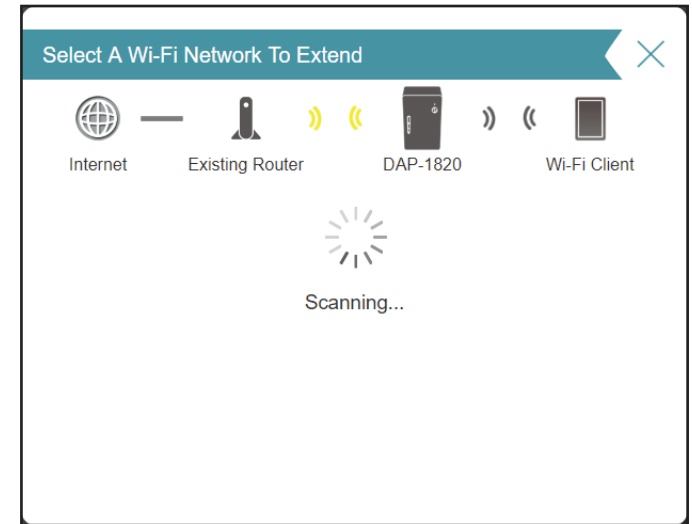 Select A Wi-Fi Network To Extend
Internet
Existing Router
DAP-1820
Wi-Fi Client
Scanning...